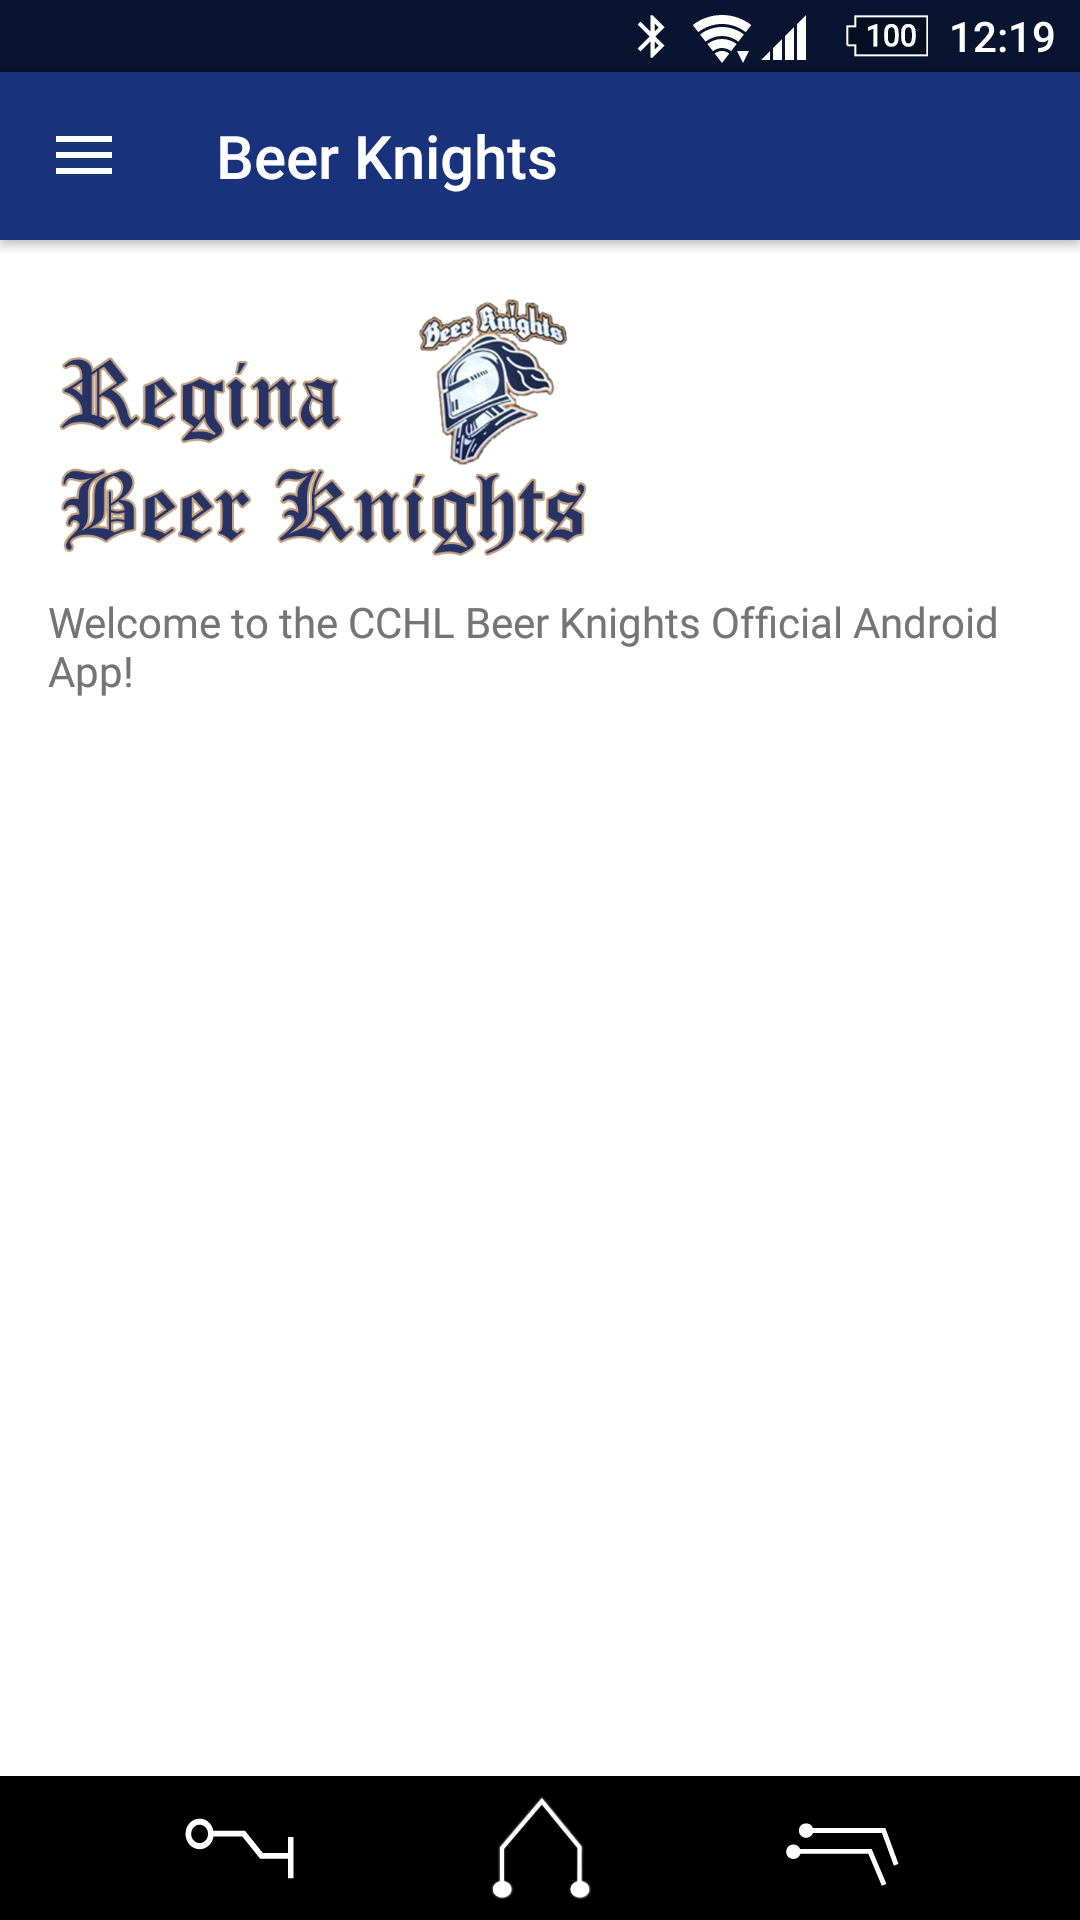 100 12:19
Beer Knights
Beer Knights
Regina
Beer Knights
Welcome to the CCHL Beer Knights Official Android
App!